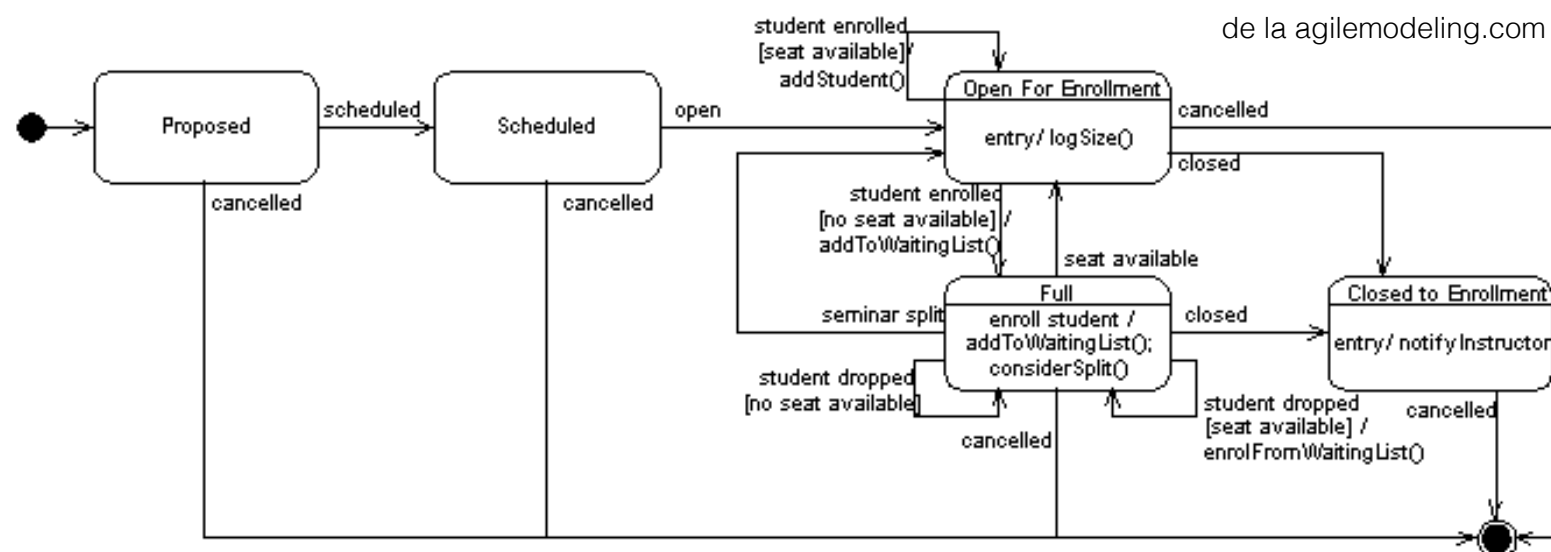 de la agilemodeling.com
student enrolled
[seat available] /
addStudent()
Proposed
scheduled
Scheduled
open
Open For Enrollment
entry/ logSize()
cancelled
closed
cancelled
cancelled
student enrolled
[no seat available] /
addToWaitingList()
seat available
seminar split
Full
enroll student /
addToWaitingList();
considerSplit()
closed
Closed to Enrollment
entry/ notifyInstructor
student dropped
[no seat available]
cancelled
student dropped
[seat available] /
enrolFromWaitingList()
cancelled